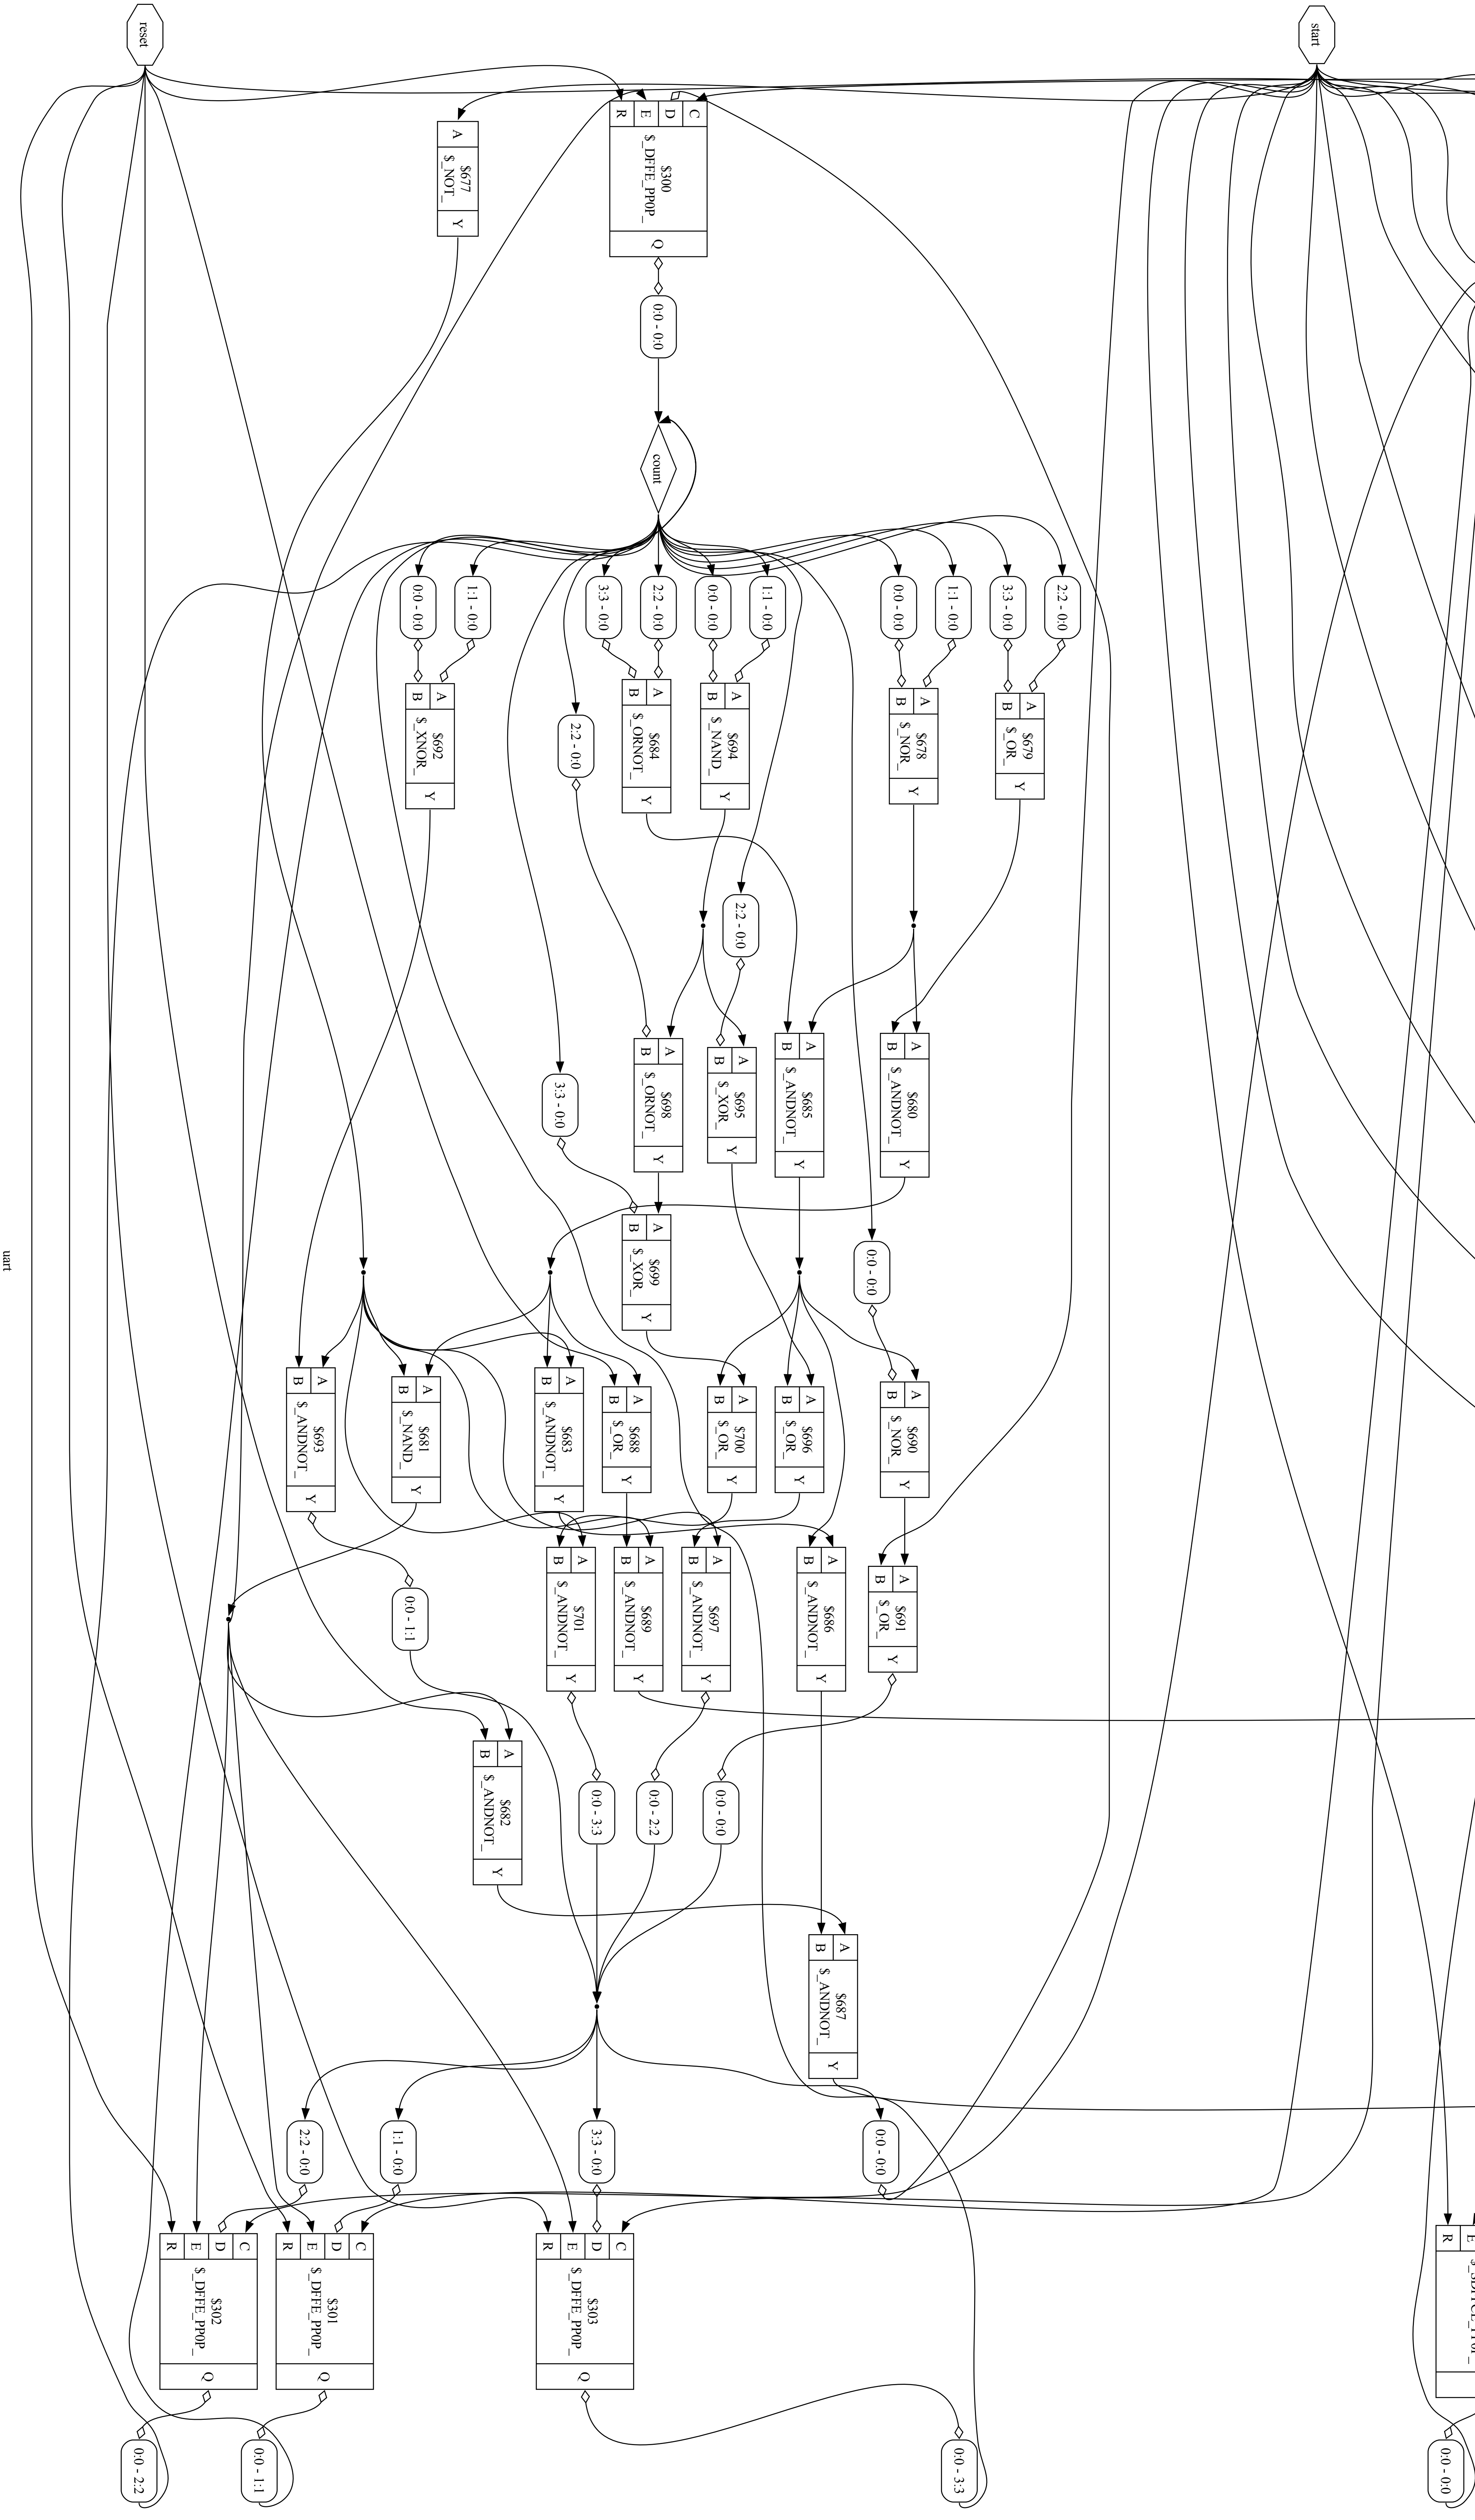 reset
start
R
E
D
C
$300
$_DFFE_PP0P_
Q
A
$677
$_NOT_
Y
0:0 - 0:0
count
0:0 - 0:0
1:1 - 0:0
3:3 - 0:0
2:2 - 0:0
0:0 - 0:0
1:1 - 0:0
0:0 - 0:0
1:1 - 0:0
3:3 - 0:0
2:2 - 0:0
B
A
$692
$_XNOR_
Y
2:2 - 0:0
B
A
$684
$_ORNOT_
Y
B
A
$694
$_NAND_
Y
B
A
$678
$_NOR_
Y
B
A
$679
$_OR_
Y
2:2 - 0:0
3:3 - 0:0
B
A
$698
$_ORNOT_
Y
B
A
$695
$_XOR_
Y
B
A
$685
$_ANDNOT_
Y
B
A
$680
$_ANDNOT_
Y
uart
B
A
$699
$_XOR_
Y
0:0 - 0:0
B
A
$693
$_ANDNOT_
Y
B
A
$681
$_NAND_
Y
B
A
$683
$_ANDNOT_
Y
B
A
$688
$_OR_
Y
B
A
$700
$_OR_
Y
B
A
$696
$_OR_
Y
B
A
$690
$_NOR_
Y
0:0 - 1:1
B
A
$701
$_ANDNOT_
Y
B
A
$689
$_ANDNOT_
Y
B
A
$697
$_ANDNOT_
Y
B
A
$686
$_ANDNOT_
Y
B
A
$691
$_OR_
Y
B
A
$682
$_ANDNOT_
Y
0:0 - 3:3
0:0 - 2:2
0:0 - 0:0
B
A
$687
$_ANDNOT_
Y
2:2 - 0:0
1:1 - 0:0
3:3 - 0:0
0:0 - 0:0
R
E
D
C
$302
$_DFFE_PP0P_
Q
R
E
D
C
$301
$_DFFE_PP0P_
Q
R
E
D
C
$303
$_DFFE_PP0P_
Q
R
E
0:0 - 2:2
0:0 - 1:1
0:0 - 3:3
0:0 - 0:0